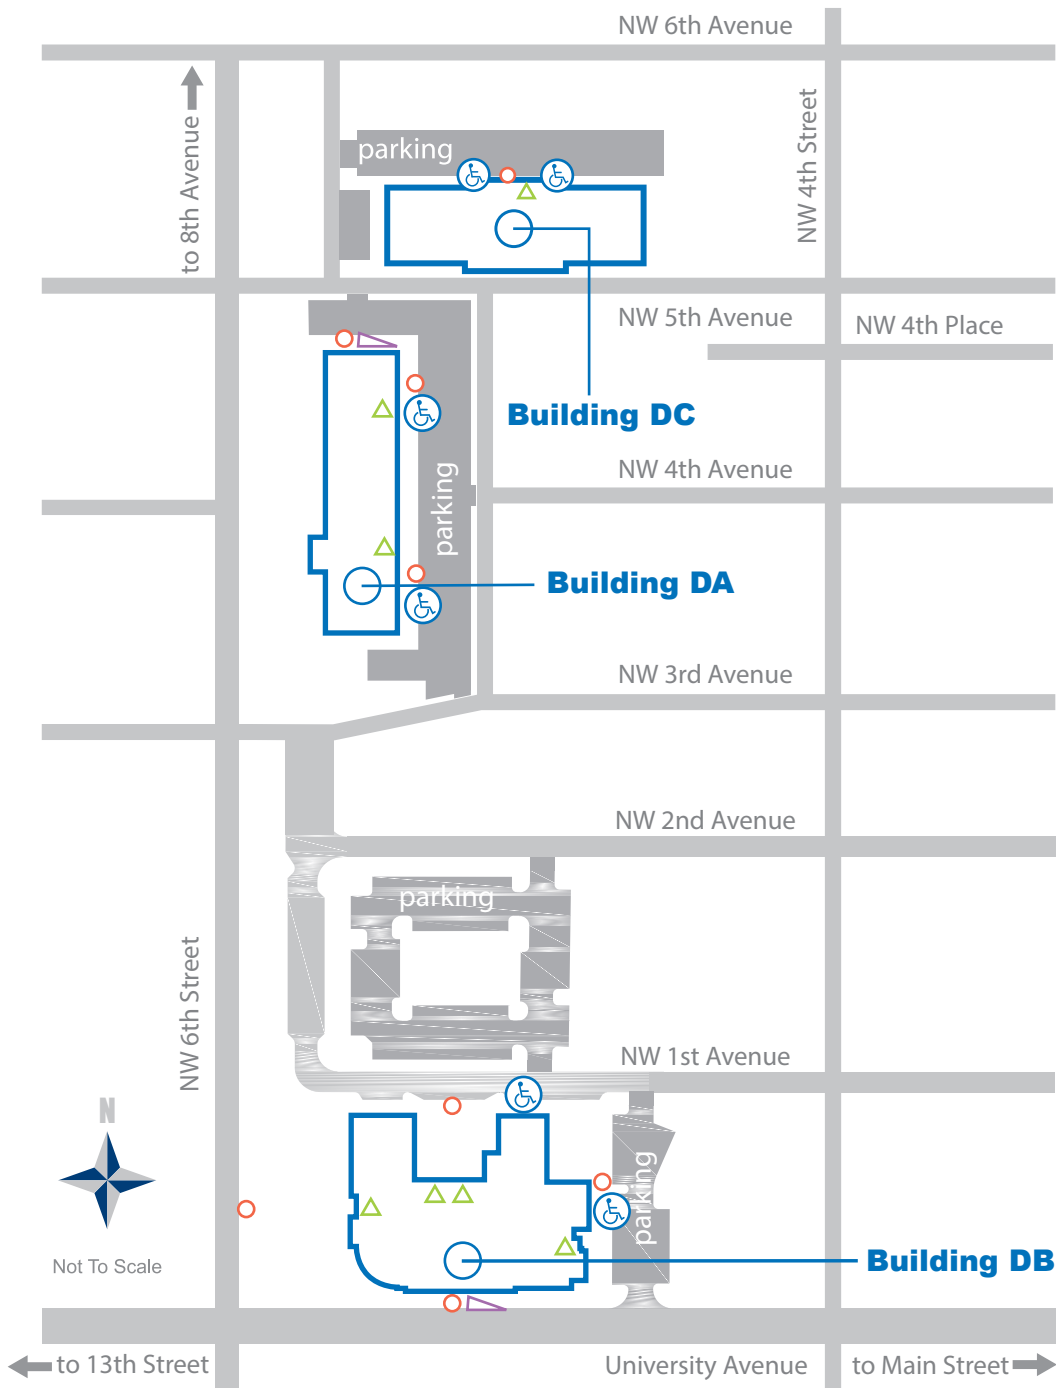 NW 6th Avenue
to 8th Avenue
NW 4th Street
parking
NW 5th Avenue
NW 4th Place
Building DC
NW 4th Avenue
parking
Building DA
NW 3rd Avenue
NW 2nd Avenue
parking
NW 6th Street
NW 1st Avenue
N
parking
Not To Scale
Building DB
to 13th Street
University Avenue
to Main Street